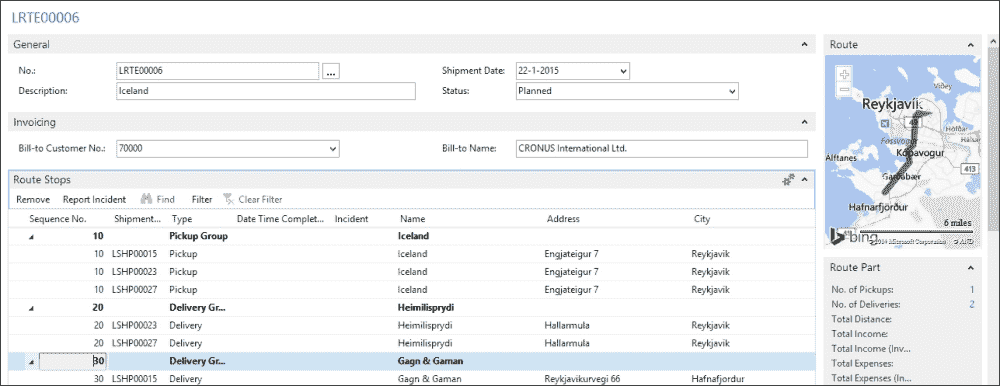 LRTE00006
General
No.: LRTE00006 ...
Description: Iceland
Shipment Date: 22-1-2015
Status: Planned
Invoicing
Bill-to Customer No.: 70000
Bill-to Name: CRONUS International Ltd.
Route Stops
Remove Report Incident Find Filter Clear Filter
Sequence No. Shipment... Type Date Time Complet... Incident Name Address City
10 Pickup Group Iceland
10 LSHP00015 Pickup Iceland Engjateigur 7 Reykjavik
10 LSHP00023 Pickup Iceland Engjateigur 7 Reykjavik
10 LSHP00027 Pickup Iceland Engjateigur 7 Reykjavik
20 Delivery Gr... Heimilisprydi
20 LSHP00023 Delivery Heimilisprydi Hallarmula Reykjavik
20 LSHP00027 Delivery Heimilisprydi Hallarmula Reykjavik
30 Delivery Gr... Gagn & Gaman
30 LSHP00015 Delivery Gagn & Gaman Reykjavikurvegi 66 Hafnarfjordur
Route
Viðey
Reykjavík
49
Fossvogur
Kópavogur
Alftanes
Garðabær
413
Hafnarfjörður
6 miles
bing
© 2014 Microsoft Corporation © AND
Route Part
No. of Pickups: 1
No. of Deliveries: 2
Total Distance:
Total Income:
Total Income (Inv...
Total Expenses:
Total Expenses (In...